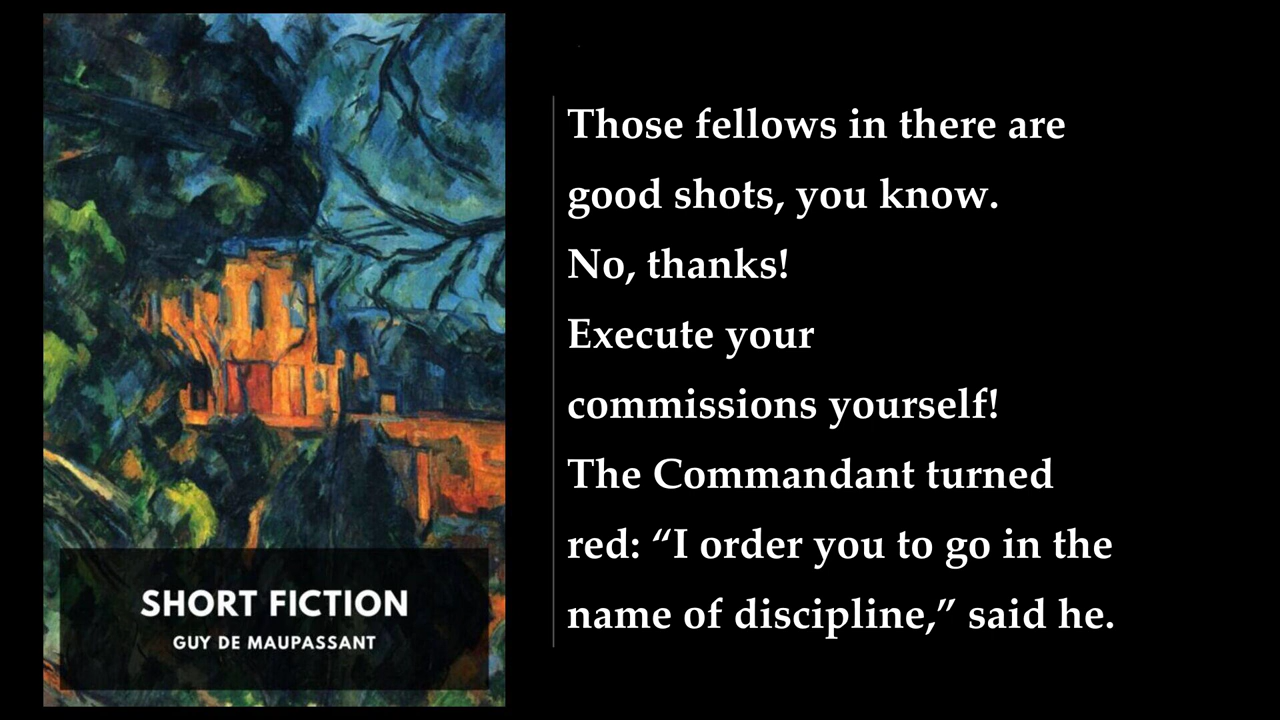 SHORT FICTION
GUY DE MAUPASSANT
Those fellows in there are
good shots, you know.
No, thanks!
Execute your
commissions yourself!
The Commandant turned
red: “I order you to go in the
name of discipline,” said he.